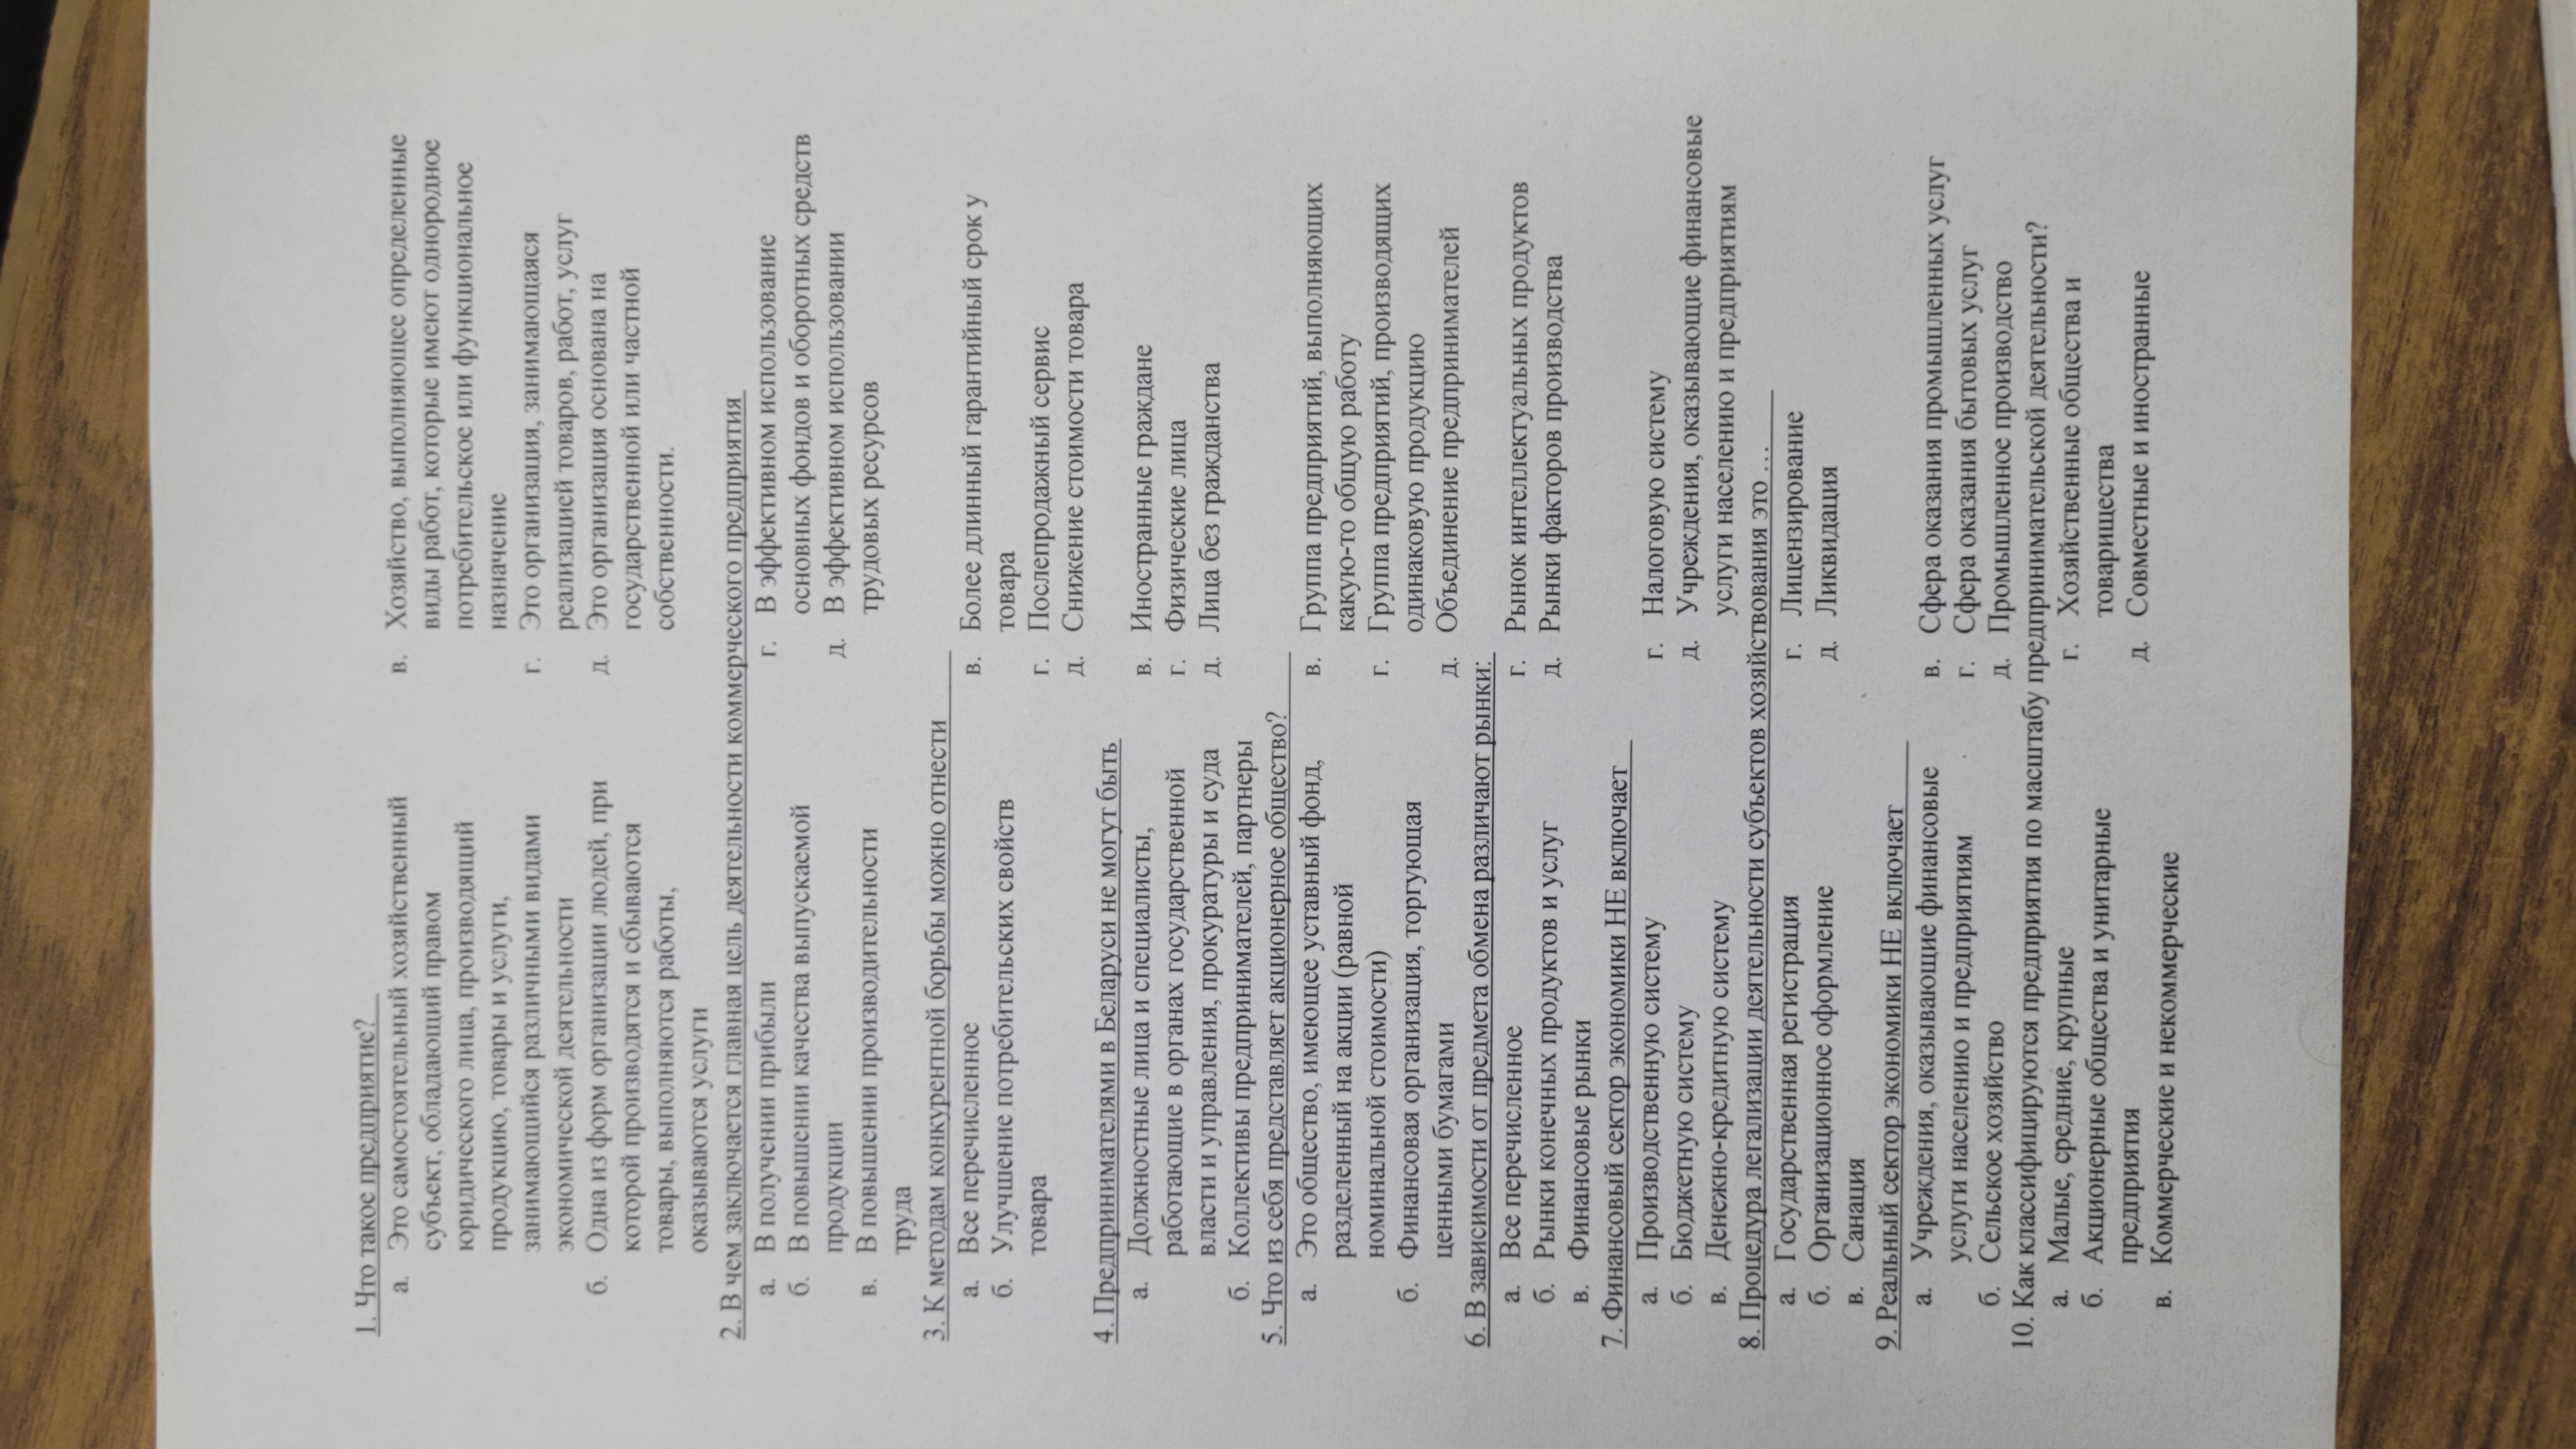 1. Что такое предприятие?
а. Это самостоятельный хозяйственный
субъект, обладающий правом
юридического лица, производящий
продукцию, товары и услуги,
занимающийся различными видами
экономической деятельности
б. Одна из форм организации людей, при
которой производятся и сбываются
товары, выполняются работы,
оказываются услуги
в. Хозяйство, выполняющее определенные
виды работ, которые имеют однородное
потребительское или функциональное
назначение
г. Это организация, занимающаяся
реализацией товаров, работ, услуг
д. Это организация основана на
государственной или частной
собственности.
2. В чем заключается главная цель деятельности коммерческого предприятия
а. В получении прибыли
б. В повышении качества выпускаемой
продукции
в. В повышении производительности
труда
г. В эффективном использование
основных фондов и оборотных средств
д. В эффективном использовании
трудовых ресурсов
3. К методам конкурентной борьбы можно отнести
а. Все перечисленное
б. Улучшение потребительских свойств
товара
в. Более длинный гарантийный срок у
товара
г. Послепродажный сервис
д. Снижение стоимости товара
4. Предпринимателями в Беларуси не могут быть
а. Должностные лица и специалисты,
работающие в органах государственной
власти и управления, прокуратуры и суда
б. Коллективы предпринимателей, партнеры
в. Иностранные граждане
г. Физические лица
д. Лица без гражданства
5. Что из себя представляет акционерное общество?
а. Это общество, имеющее уставный фонд,
разделенный на акции (равной
номинальной стоимости)
б. Финансовая организация, торгующая
ценными бумагами
в. Группа предприятий, выполняющих
какую-то общую работу
г. Группа предприятий, производящих
одинаковую продукцию
д. Объединение предпринимателей
6. В зависимости от предмета обмена различают рынки:
а. Все перечисленное
б. Рынки конечных продуктов и услуг
в. Финансовые рынки
г. Рынок интеллектуальных продуктов
д. Рынки факторов производства
7. Финансовый сектор экономики НЕ включает
а. Производственную систему
б. Бюджетную систему
в. Денежно-кредитную систему
г. Налоговую систему
д. Учреждения, оказывающие финансовые
услуги населению и предприятиям
8. Процедура легализации деятельности субъектов хозяйствования это ...
а. Государственная регистрация
б. Организационное оформление
в. Санация
г. Лицензирование
д. Ликвидация
9. Реальный сектор экономики НЕ включает
а. Учреждения, оказывающие финансовые
услуги населению и предприятиям
б. Сельское хозяйство
в. Сфера оказания промышленных услуг
г. Сфера оказания бытовых услуг
д. Промышленное производство
10. Как классифицируются предприятия по масштабу предпринимательской деятельности?
а. Малые, средние, крупные
б. Акционерные общества и унитарные
предприятия
в. Коммерческие и некоммерческие
г. Хозяйственные общества и
товарищества
д. Совместные и иностранные